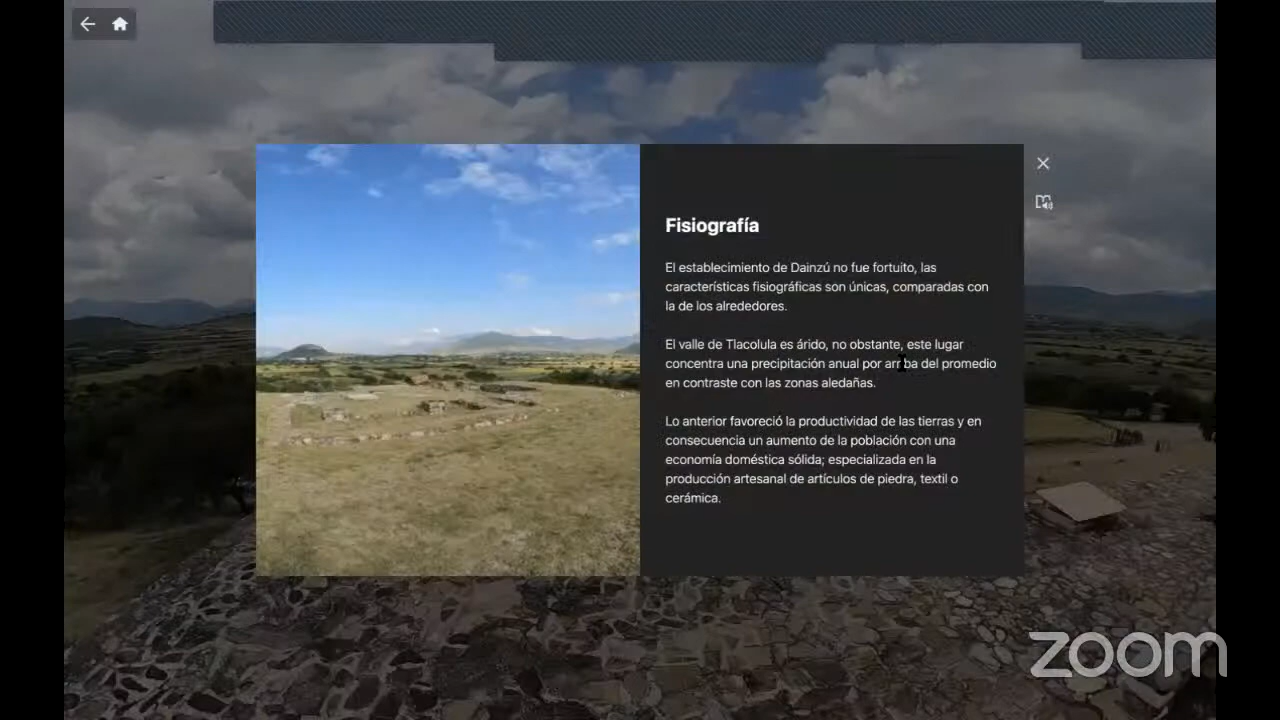 Fisiografía
El establecimiento de Dainzú no fue fortuito, las
características fisiográficas son únicas, comparadas con
la de los alrededores.
El valle de Tlacolula es árido, no obstante, este lugar
concentra una precipitación anual por arriba del promedio
en contraste con las zonas aledañas.
Lo anterior favoreció la productividad de las tierras y en
consecuencia un aumento de la población con una
economía doméstica sólida; especializada en la
producción artesanal de artículos de piedra, textil o
cerámica.
zoom